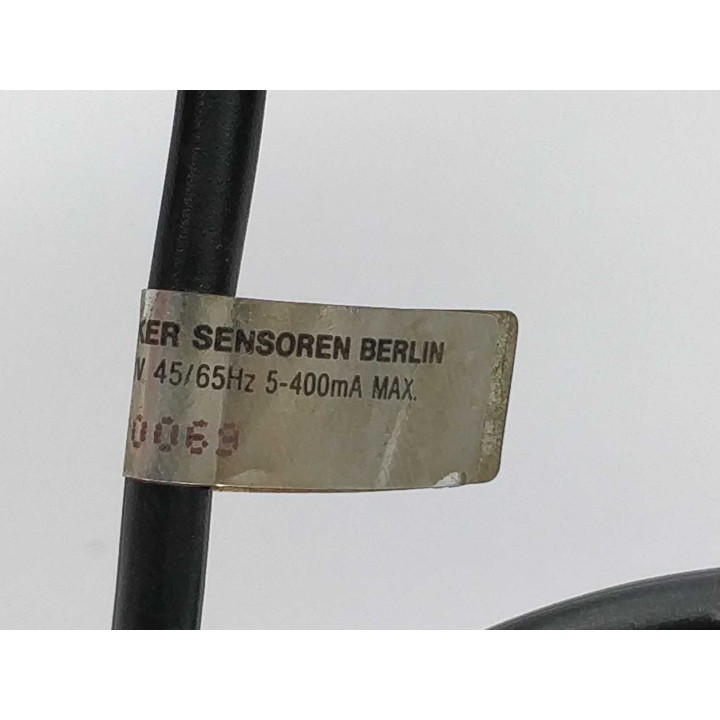 KER SENSOREN BERLIN
V 45/65Hz 5-400mA MAX.
0069